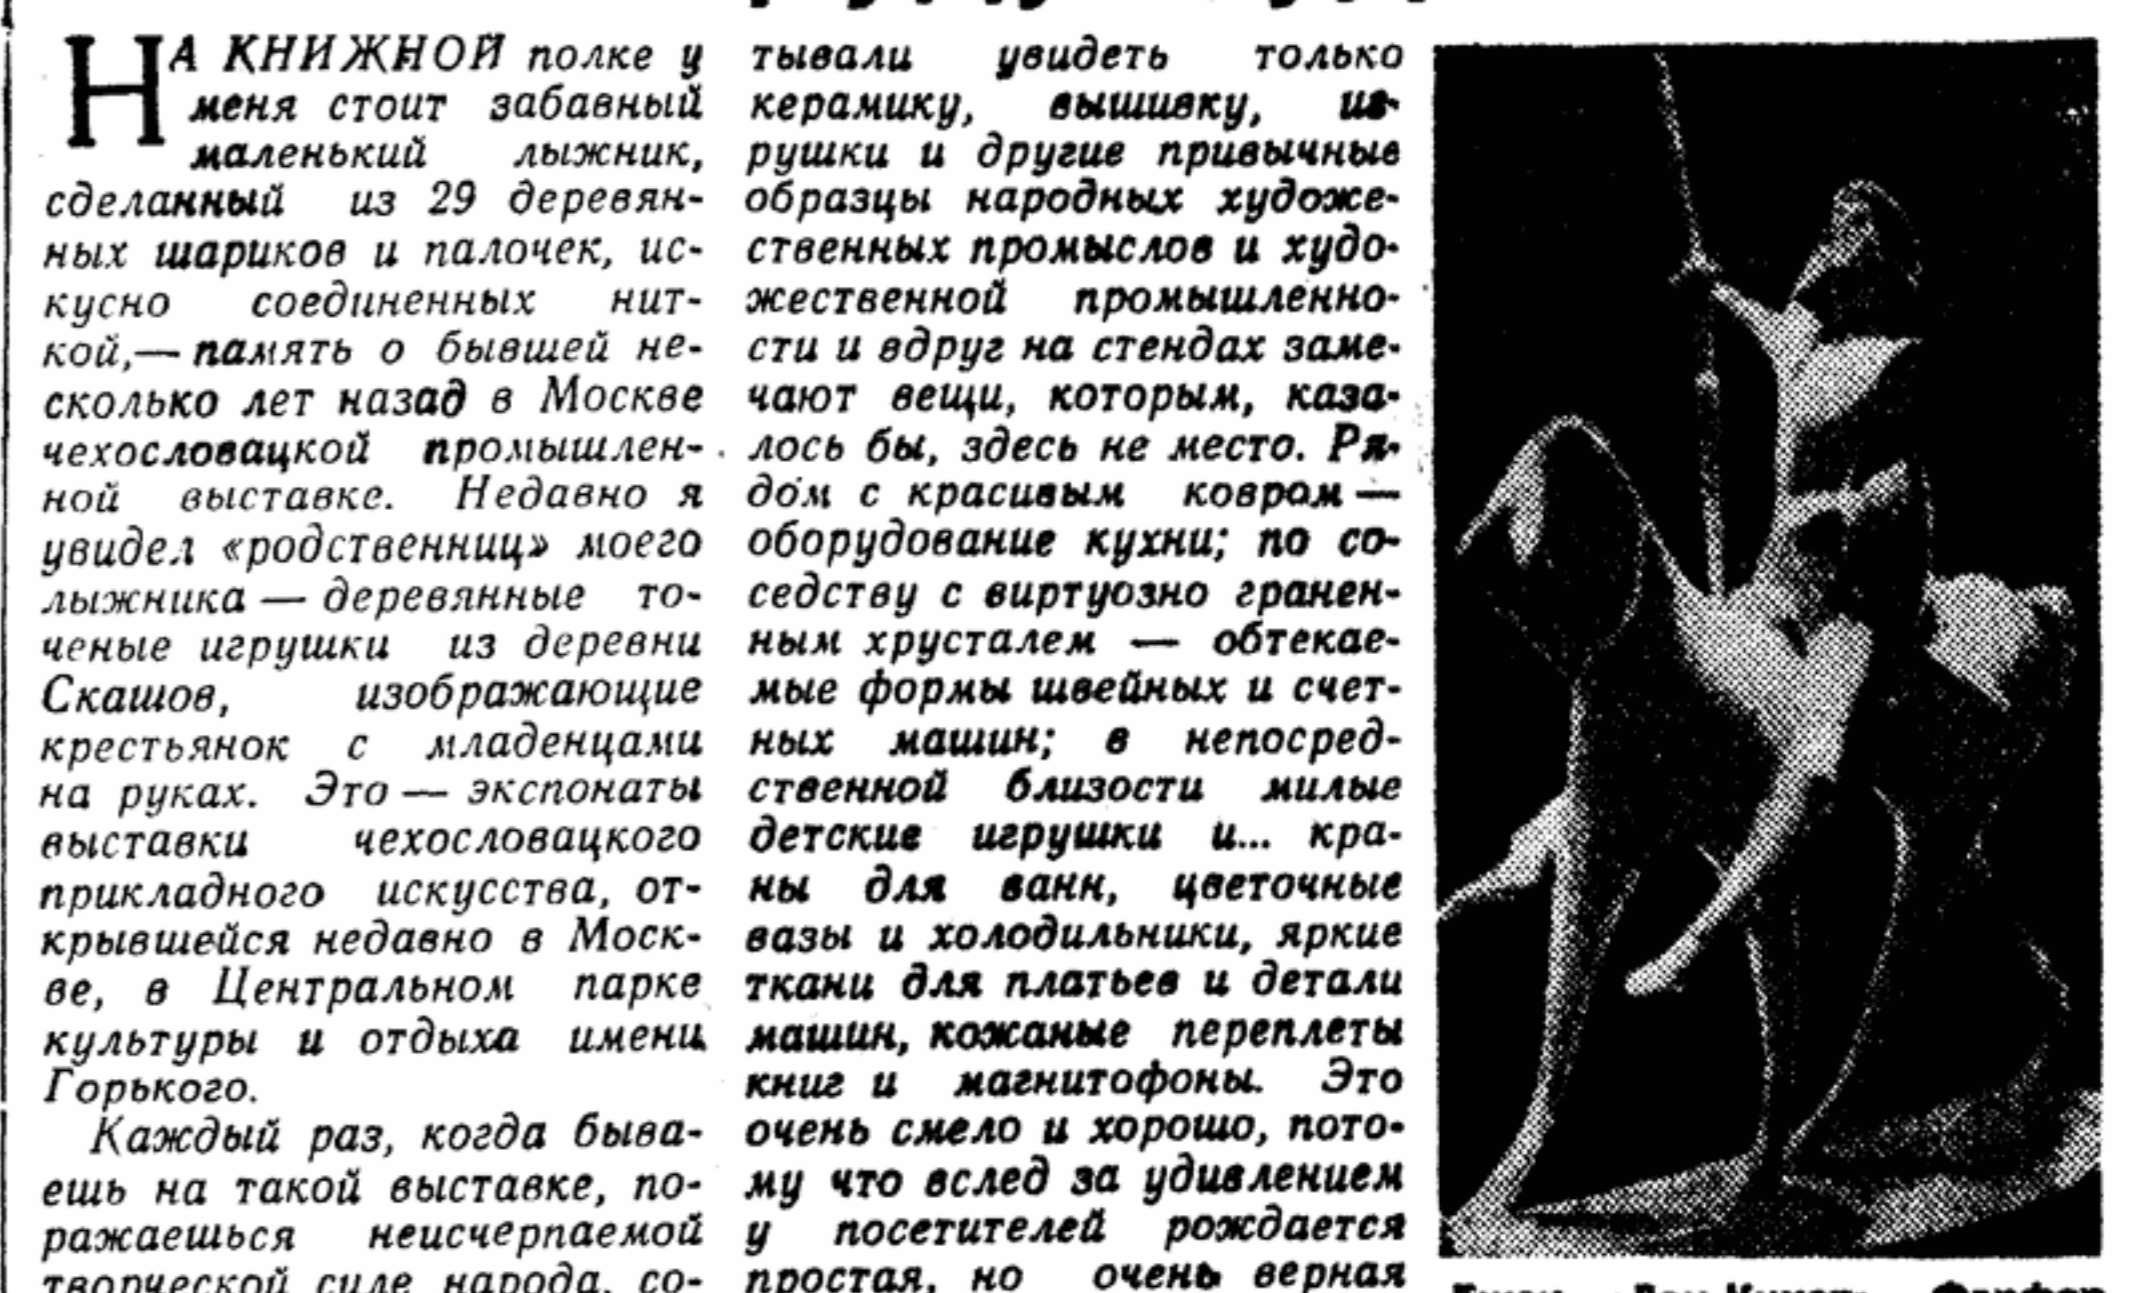 НА КНИЖНОЙ полке у
меня стоит забавный
маленький лыжник,
сделанный из 29 деревян-
ных шариков и палочек, ис-
кусно соединенных нит-
кой,— память о бывшей не-
сколько лет назад в Москве
чехословацкой промышлен-
ной выставке. Недавно я
увидел «родственниц» моего
лыжника — деревянные то-
ченые игрушки из деревни
Скашов, изображающие
крестьянок с младенцами
на руках. Это — экспонаты
выставки чехословацкого
прикладного искусства, от-
крывшейся недавно в Моск-
ве, в Центральном парке
культуры и отдыха имени
Горького.
Каждый раз, когда быва-
ешь на такой выставке, по-
ражаешься неисчерпаемой
творческой силе народа, со-
тывали увидеть только
керамику, вышивку, иг-
рушки и другие привычные
образцы народных художе-
ственных промыслов и худо-
жественной промышленно-
сти и вдруг на стендах заме-
чают вещи, которым, каза-
лось бы, здесь не место. Ря-
дом с красивым ковром —
оборудование кухни; по со-
седству с виртуозно гранен-
ным хрусталем — обтекае-
мые формы швейных и счет-
ных машин; в непосред-
ственной близости милые
детские игрушки и... кра-
ны для ванн, цветочные
вазы и холодильники, яркие
ткани для платьев и детали
машин, кожаные переплеты
книг и магнитофоны. Это
очень смело и хорошо, пото-
му что вслед за удивлением
у посетителей рождается
простая, но очень верная